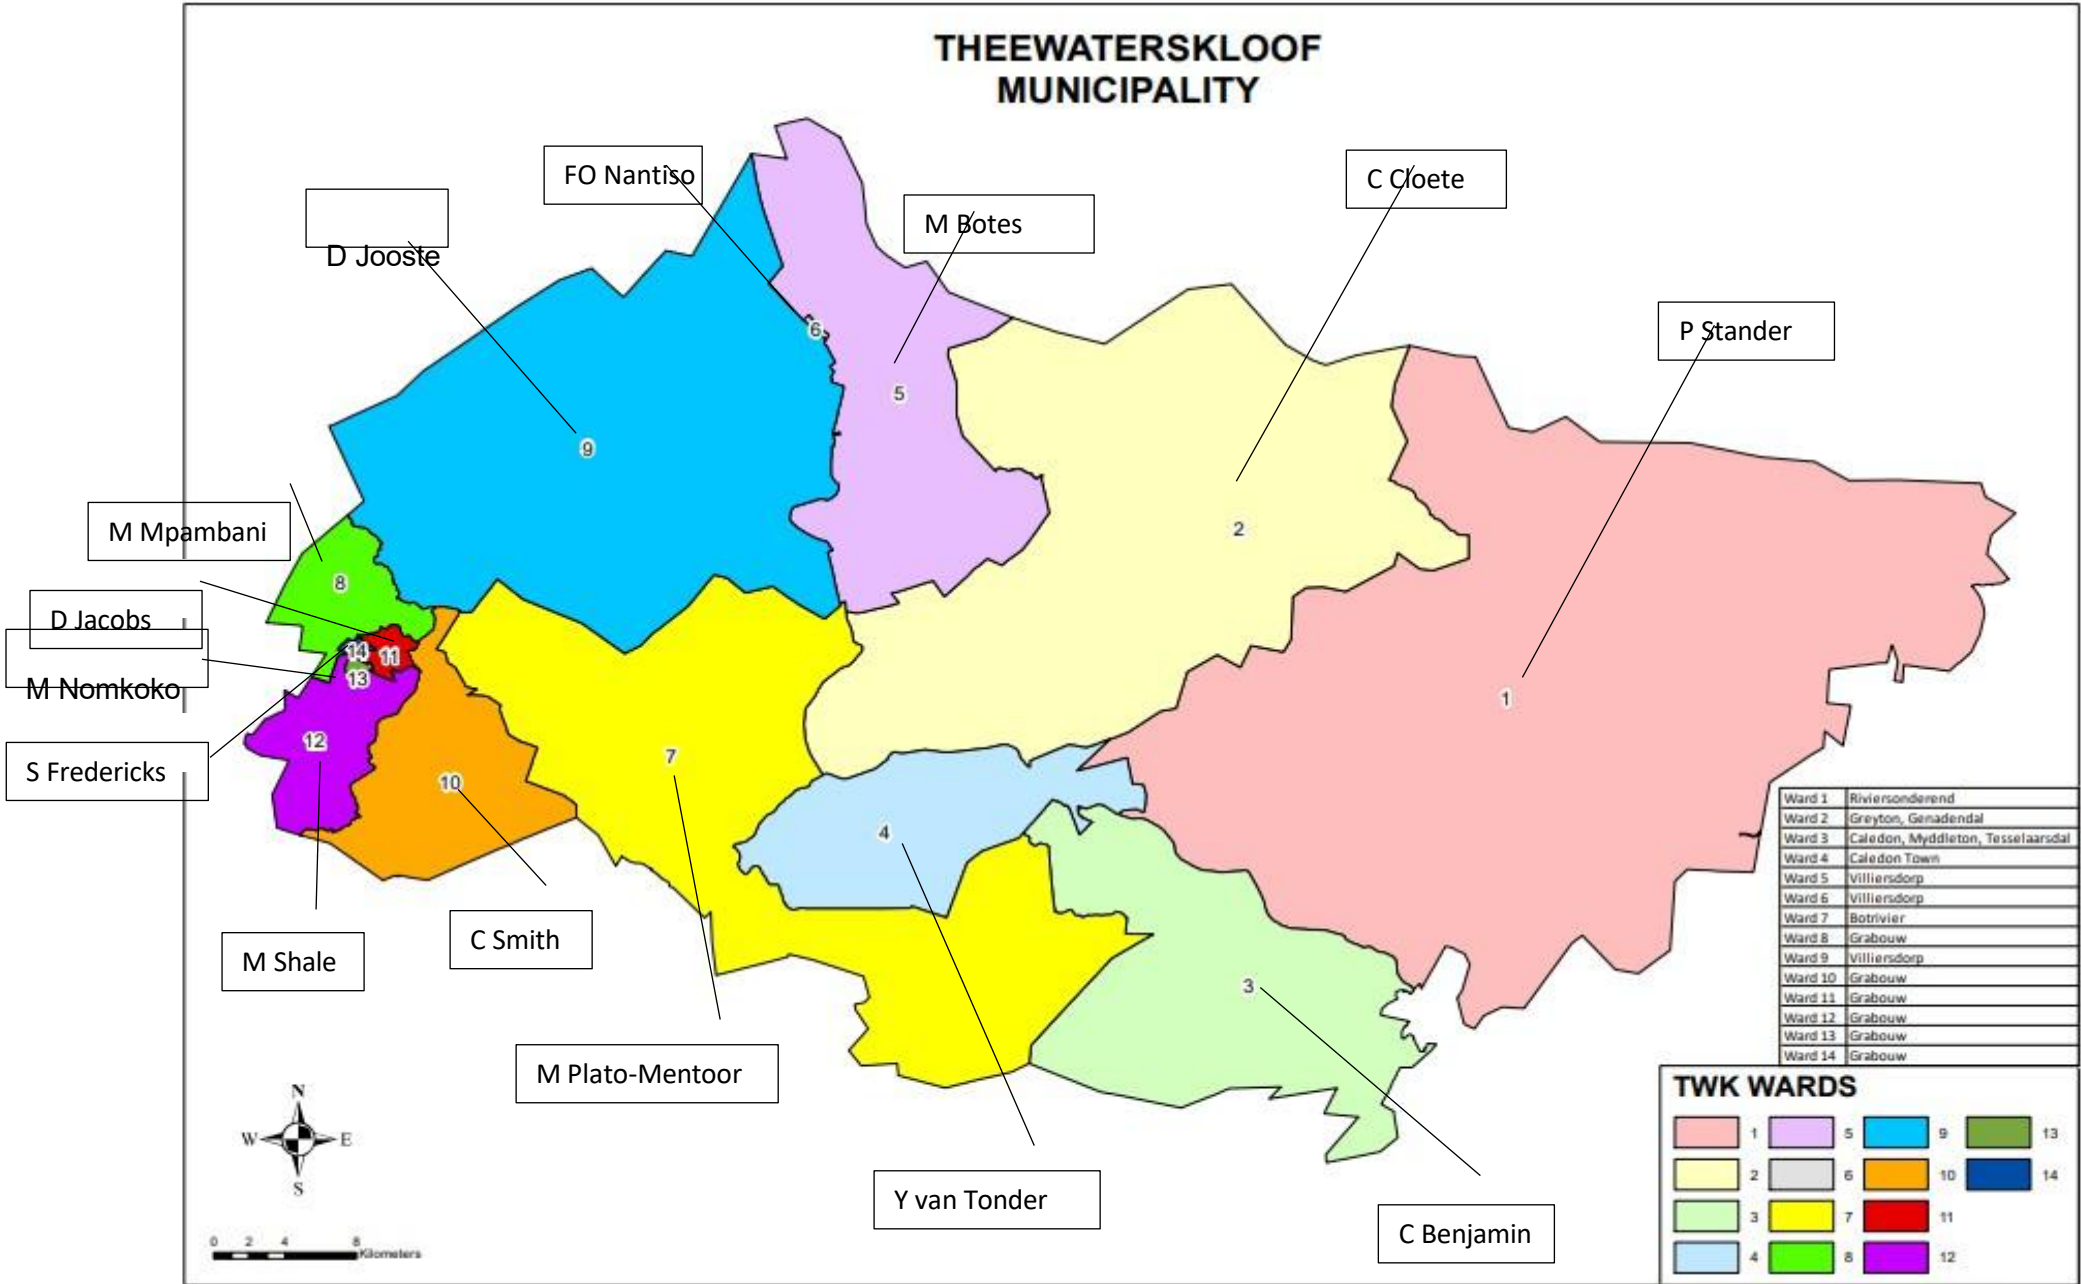 THEEWATERSKLOOF
MUNICIPALITY
FO Nantiso
C Cloete
D Jooste
M Botes
P Stander
M Mpambani
D Jacobs
M Nomkoko
S Fredericks
M Shale
C Smith
M Plato-Mentoor
Y van Tonder
C Benjamin
6
5
9
2
8
14
11
13
12
10
7
1
4
3
Ward 1 Riviersonderend
Ward 2 Greyton, Genadendal
Ward 3 Caledon, Myddleton, Tesselaarsdal
Ward 4 Caledon Town
Ward 5 Villiersdorp
Ward 6 Villiersdorp
Ward 7 Botrivier
Ward 8 Grabouw
Ward 9 Villiersdorp
Ward 10 Grabouw
Ward 11 Grabouw
Ward 12 Grabouw
Ward 13 Grabouw
Ward 14 Grabouw
TWK WARDS
1 5 9 13
2 6 10 14
3 7 11
4 8 12
N
W E
S
0 2 4 8
Kilometers